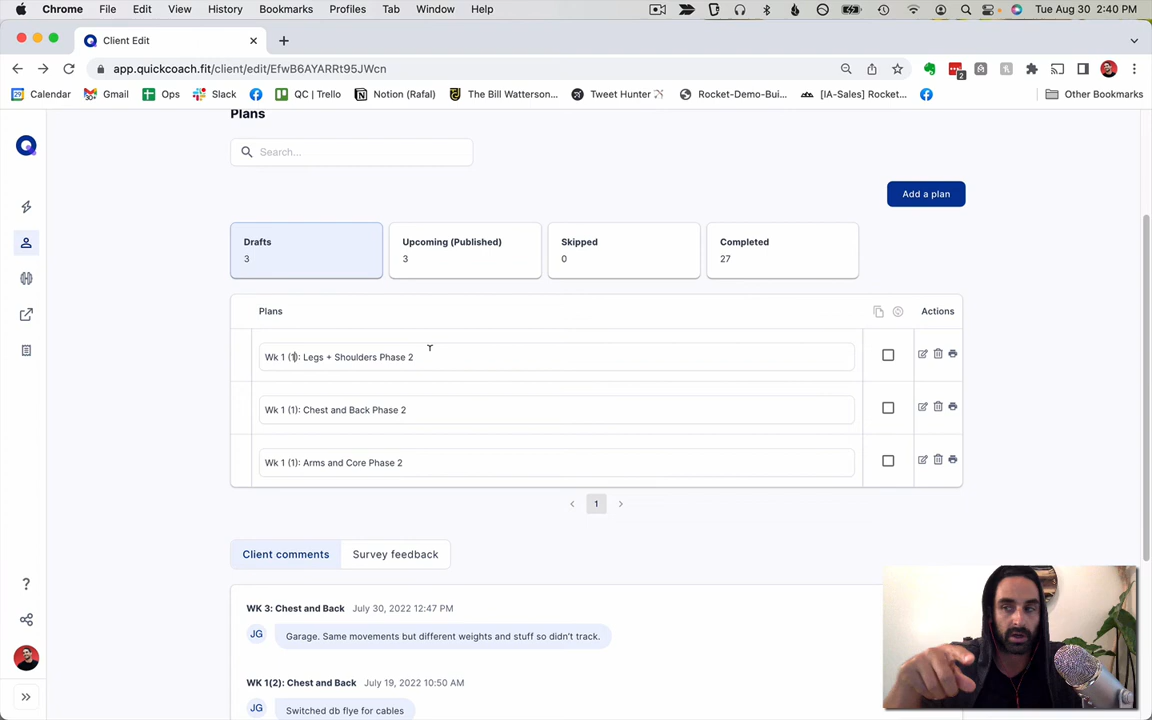 Chrome File Edit View History Bookmarks Profiles Tab Window Help Tue Aug 30 2:40 PM
Client Edit
app.quickcoach.fit/client/edit/EfwB6AYARRt95JWcn
2
Calendar Gmail Ops Slack QC | Trello Notion (Rafal) The Bill Watterson... Tweet Hunter Rocket-Demo-Bui... [IA-Sales] Rocket... Other Bookmarks
Plans
Search...
Add a plan
Drafts Upcoming (Published) Skipped Completed
3 3 0 27
Plans Actions
Wk 1 (1): Legs + Shoulders Phase 2
Wk 1 (1): Chest and Back Phase 2
Wk 1 (1): Arms and Core Phase 2
1
Client comments Survey feedback
WK 3: Chest and Back July 30, 2022 12:47 PM
JG Garage. Same movements but different weights and stuff so didn't track.
WK 1(2): Chest and Back July 19, 2022 10:50 AM
JG Switched db flye for cables